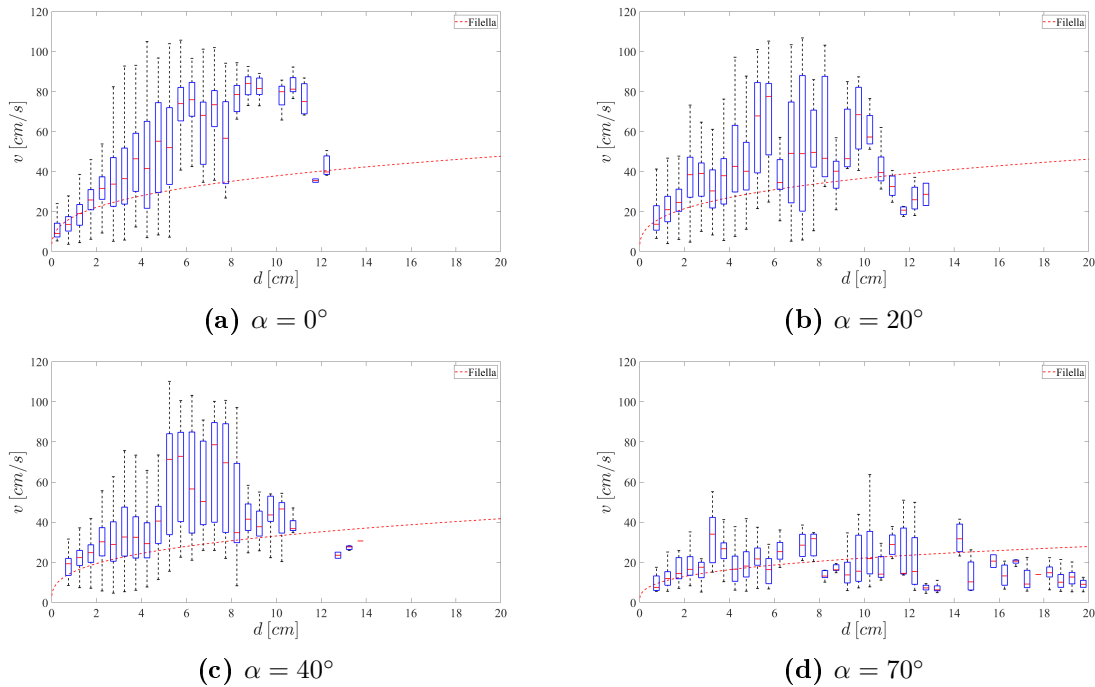 120
100
80
60
40
20
0
v [cm/s]
0 2 4 6 8 10 12 14 16 18 20
d [cm]
Filella
(a) α = 0°
120
100
80
60
40
20
0
v [cm/s]
0 2 4 6 8 10 12 14 16 18 20
d [cm]
Filella
(b) α = 20°
120
100
80
60
40
20
0
v [cm/s]
0 2 4 6 8 10 12 14 16 18 20
d [cm]
Filella
(c) α = 40°
120
100
80
60
40
20
0
v [cm/s]
0 2 4 6 8 10 12 14 16 18 20
d [cm]
Filella
(d) α = 70°